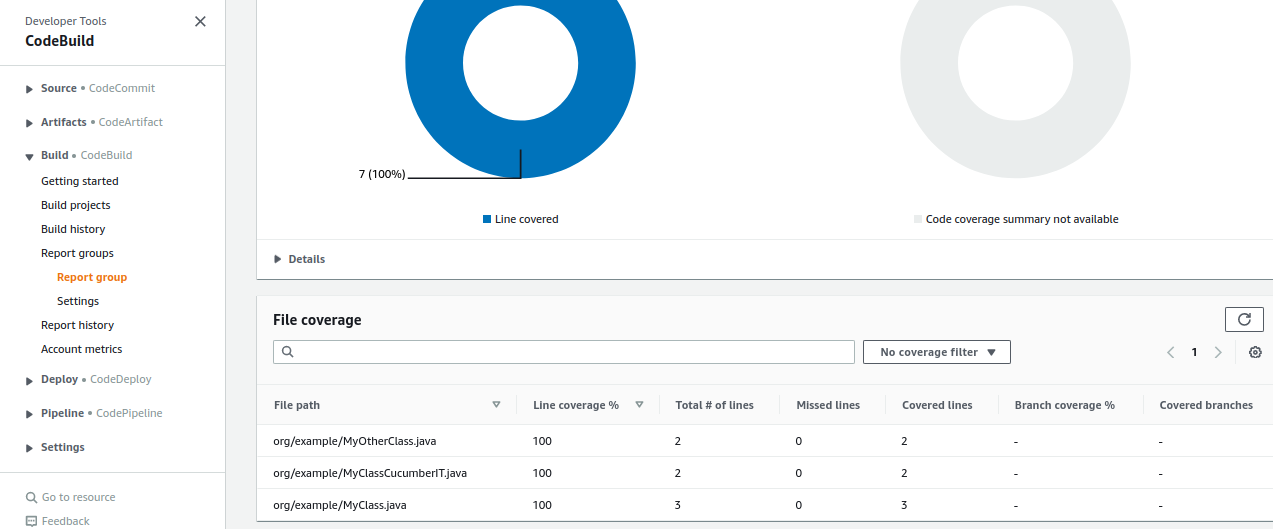 Developer Tools
CodeBuild
Source • CodeCommit
Artifacts • CodeArtifact
Build • CodeBuild
Getting started
Build projects
Build history
Report groups
Report group
Settings
Report history
Account metrics
Deploy • CodeDeploy
Pipeline • CodePipeline
Settings
Go to resource
Feedback
7 (100%)
Line covered
Code coverage summary not available
Details
File coverage
No coverage filter
1
File path Line coverage % Total # of lines Missed lines Covered lines Branch coverage % Covered branches
org/example/MyOtherClass.java 100 2 0 2 - -
org/example/MyClassCucumberIT.java 100 2 0 2 - -
org/example/MyClass.java 100 3 0 3 - -